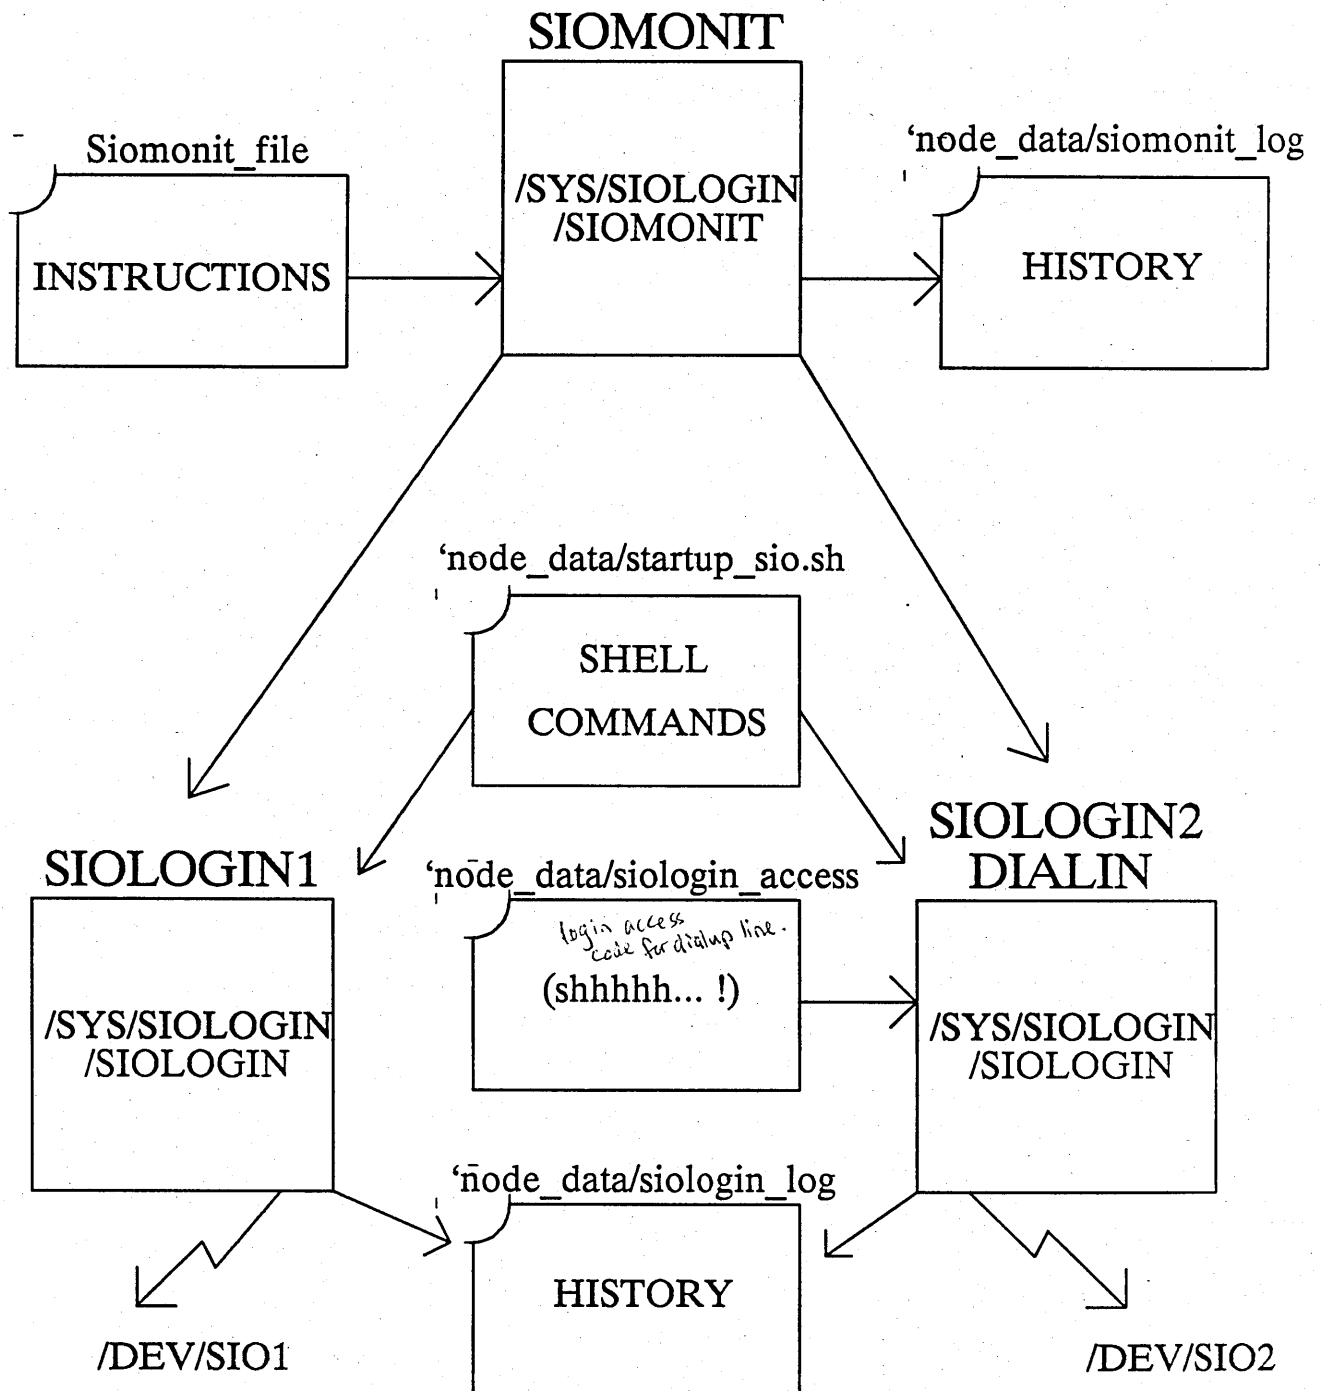 SIOMONIT
Siomonit_file
'node_data/siomonit_log
/SYS/SIOLOGIN
/SIOMONIT
INSTRUCTIONS
HISTORY
'node_data/startup_sio.sh
SHELL
COMMANDS
SIOLOGIN1
SIOLOGIN2
DIALIN
'node_data/siologin_access
login access
code for dialup line.
(shhhhh... !)
/SYS/SIOLOGIN
/SIOLOGIN
/SYS/SIOLOGIN
/SIOLOGIN
'node_data/siologin_log
HISTORY
/DEV/SIO1
/DEV/SIO2